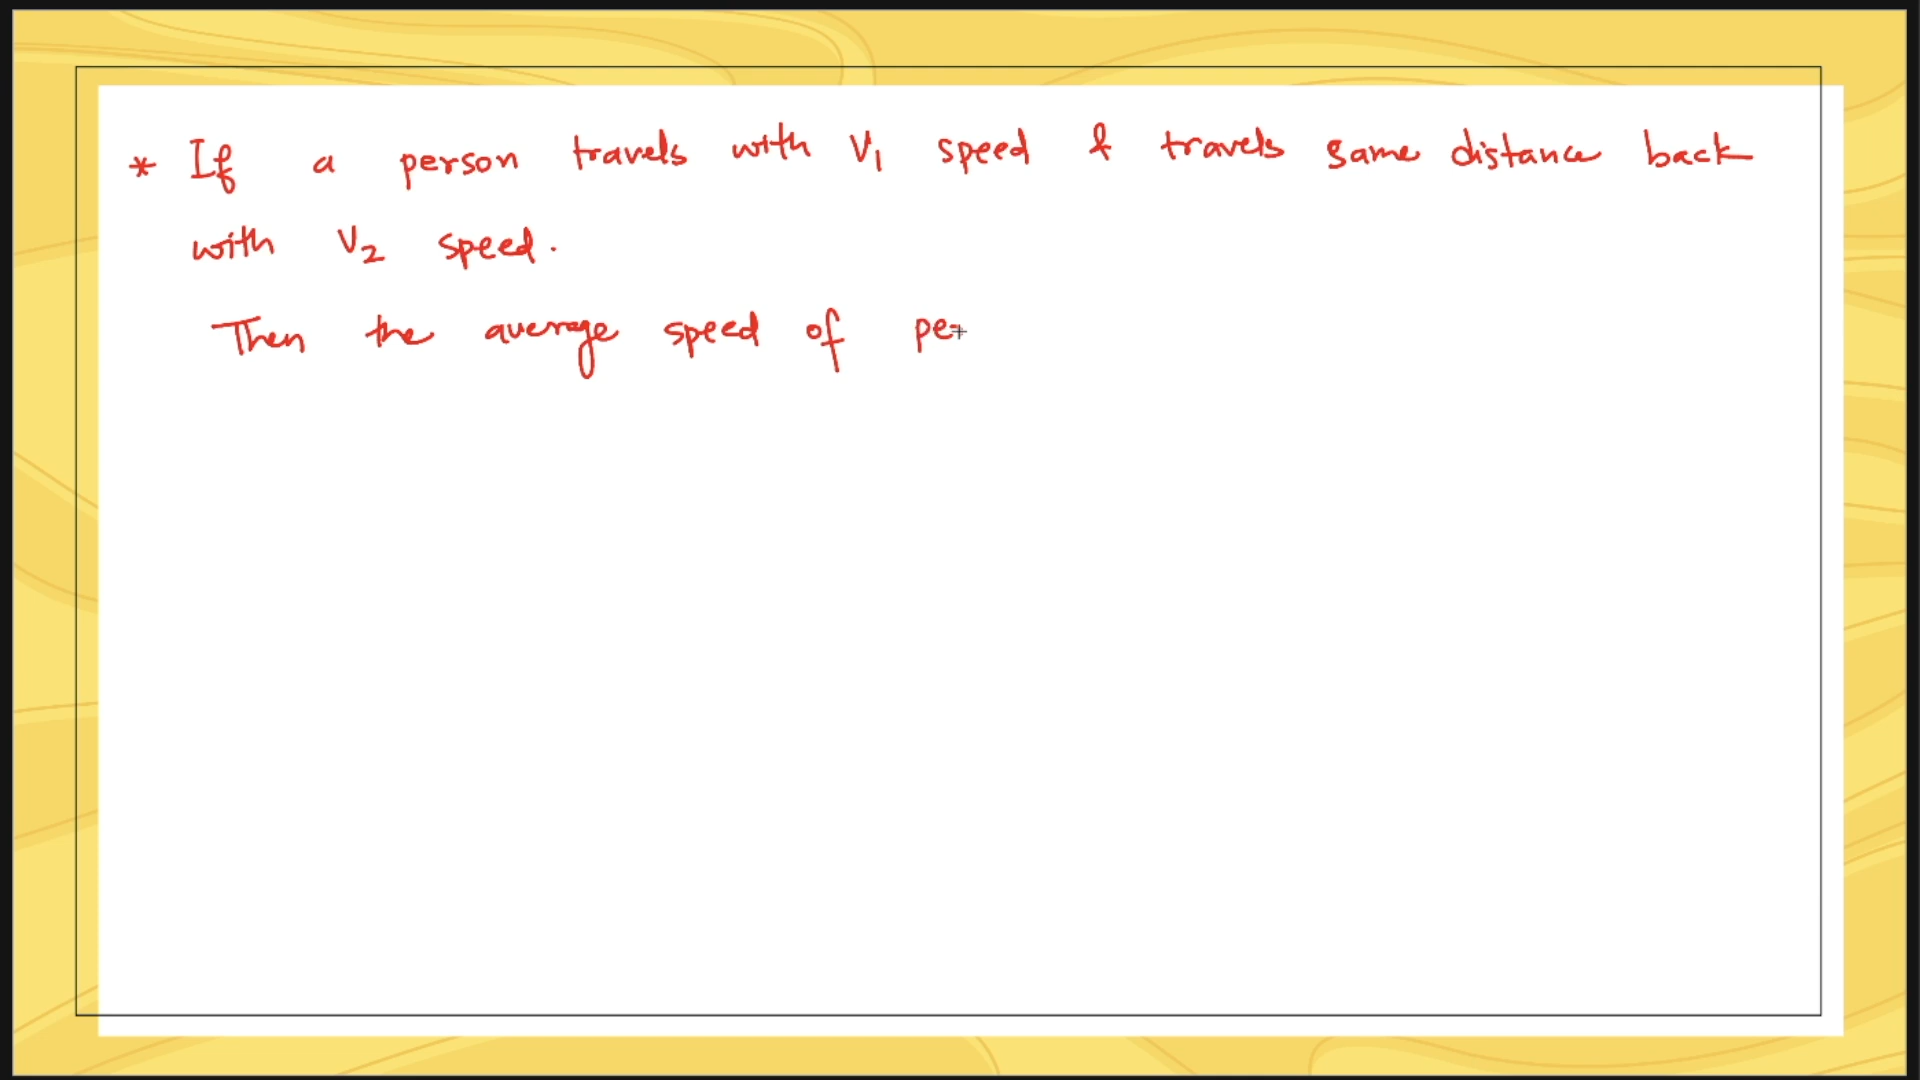 * If a person travels with V₁ speed & travels same distance back
with V₂ speed.
Then the average speed of pe